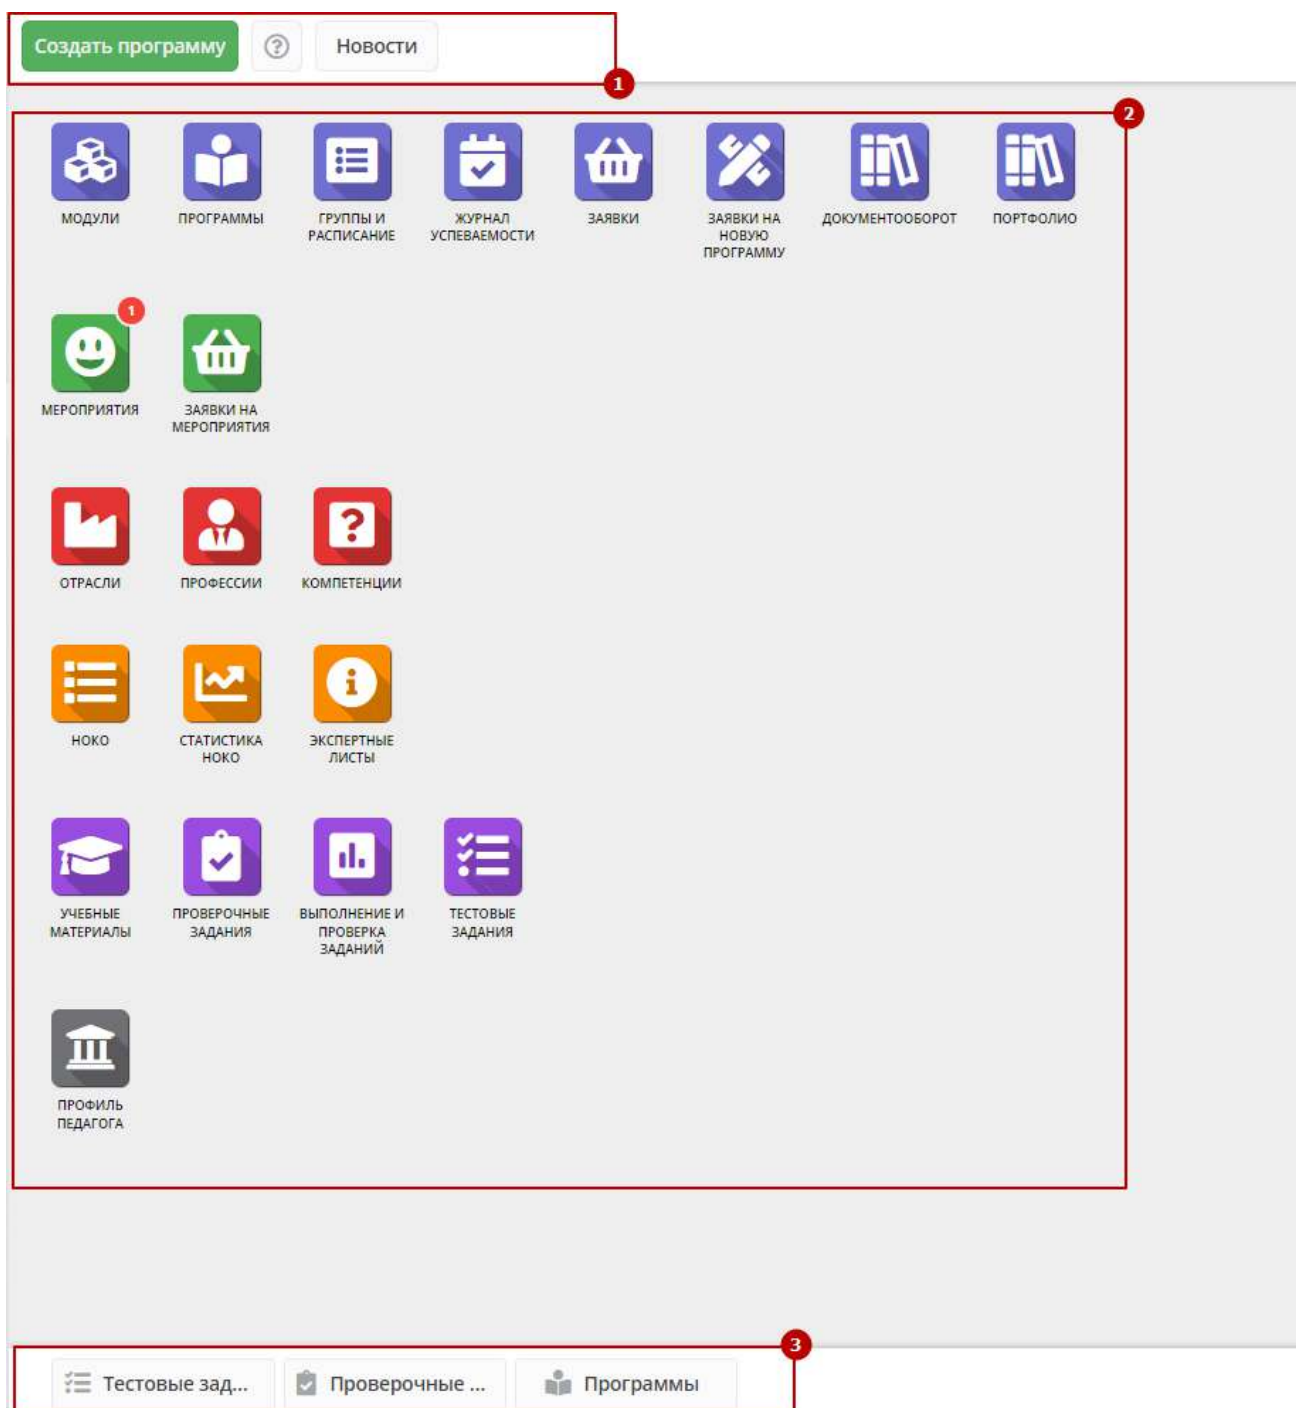 Создать программу
?
Новости
1
2
МОДУЛИ
ПРОГРАММЫ
ГРУППЫ И
РАСПИСАНИЕ
ЖУРНАЛ
УСПЕВАЕМОСТИ
ЗАЯВКИ
ЗАЯВКИ НА
НОВУЮ
ПРОГРАММУ
ДОКУМЕНТООБОРОТ
ПОРТФОЛИО
1
МЕРОПРИЯТИЯ
ЗАЯВКИ НА
МЕРОПРИЯТИЯ
?
ОТРАСЛИ
ПРОФЕССИИ
КОМПЕТЕНЦИИ
i
НОКО
СТАТИСТИКА
НОКО
ЭКСПЕРТНЫЕ
ЛИСТЫ
УЧЕБНЫЕ
МАТЕРИАЛЫ
ПРОВЕРОЧНЫЕ
ЗАДАНИЯ
ВЫПОЛНЕНИЕ И
ПРОВЕРКА
ЗАДАНИЙ
ТЕСТОВЫЕ
ЗАДАНИЯ
ПРОФИЛЬ
ПЕДАГОГА
3
Тестовые зад...
Проверочные ...
Программы